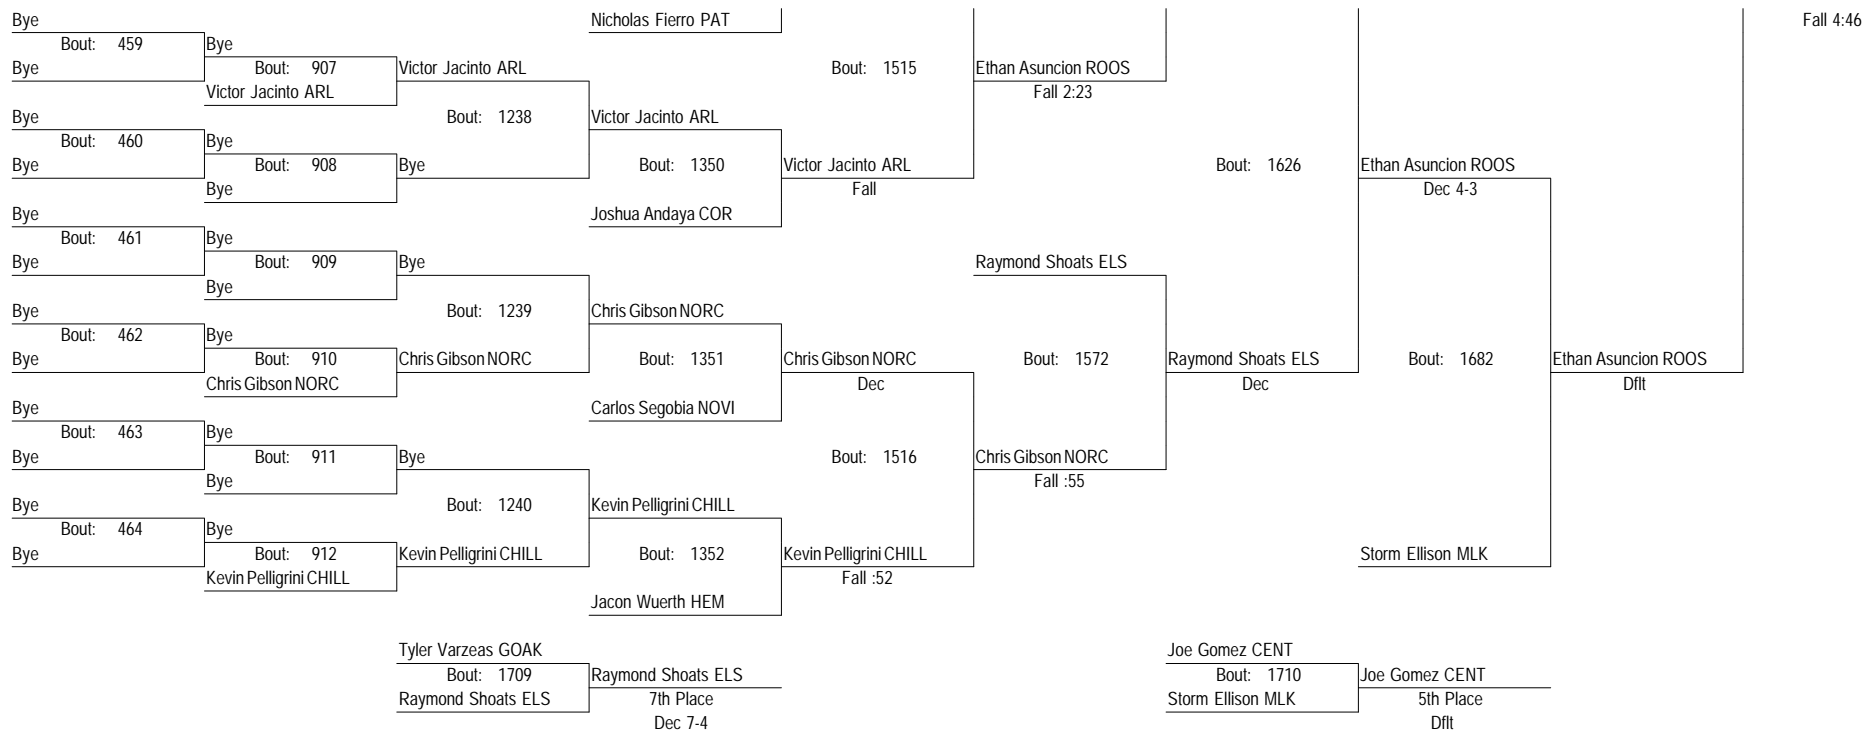 Bye
Nicholas Fierro PAT
Fall 4:46
Bout: 459
Bye
Bye
Bout: 907
Victor Jacinto ARL
Bout: 1515
Ethan Asuncion ROOS
Victor Jacinto ARL
Fall 2:23
Bye
Bout: 1238
Victor Jacinto ARL
Bout: 460
Bye
Bye
Bout: 908
Bye
Bout: 1350
Victor Jacinto ARL
Bout: 1626
Ethan Asuncion ROOS
Bye
Fall
Dec 4-3
Bye
Joshua Andaya COR
Bout: 461
Bye
Bye
Bout: 909
Bye
Raymond Shoats ELS
Bye
Bye
Bout: 1239
Chris Gibson NORC
Bout: 462
Bye
Bye
Bout: 910
Chris Gibson NORC
Bout: 1351
Chris Gibson NORC
Bout: 1572
Raymond Shoats ELS
Bout: 1682
Ethan Asuncion ROOS
Chris Gibson NORC
Dec
Dec
Dflt
Bye
Carlos Segobia NOVI
Bout: 463
Bye
Bye
Bout: 911
Bye
Bout: 1516
Chris Gibson NORC
Bye
Fall :55
Bye
Bout: 1240
Kevin Pelligrini CHILL
Bout: 464
Bye
Bye
Bout: 912
Kevin Pelligrini CHILL
Bout: 1352
Kevin Pelligrini CHILL
Storm Ellison MLK
Kevin Pelligrini CHILL
Fall :52
Jacon Wuerth HEM
Tyler Varzeas GOAK
Joe Gomez CENT
Bout: 1709
Raymond Shoats ELS
Bout: 1710
Joe Gomez CENT
Raymond Shoats ELS
7th Place
Storm Ellison MLK
5th Place
Dec 7-4
Dflt